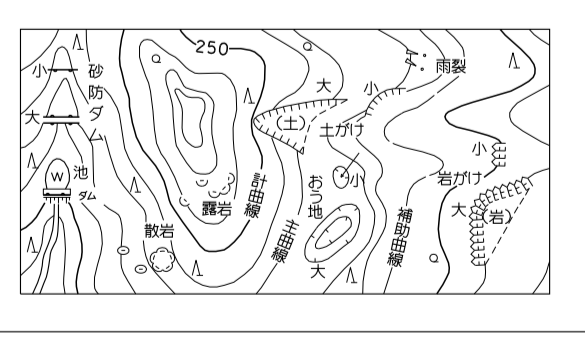 250
小
砂防ダム
大
W
池
ダム
大
(土)
土がけ
小
雨裂
小
岩がけ
大
(岩)
小
おう地
大
計曲線
主曲線
補助曲線
露岩
散岩